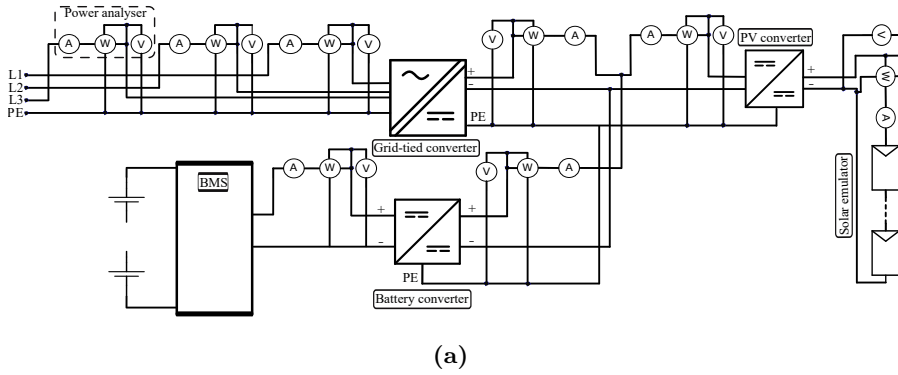 Power analyser
A W V A W V A W V
V W A A W V
PV converter
V
W
A
L1
L2
L3
PE
+
-
PE
+
-
Grid-tied converter
Solar emulator
BMS
A W V
V W A
+
-
+
-
PE
Battery converter
(a)